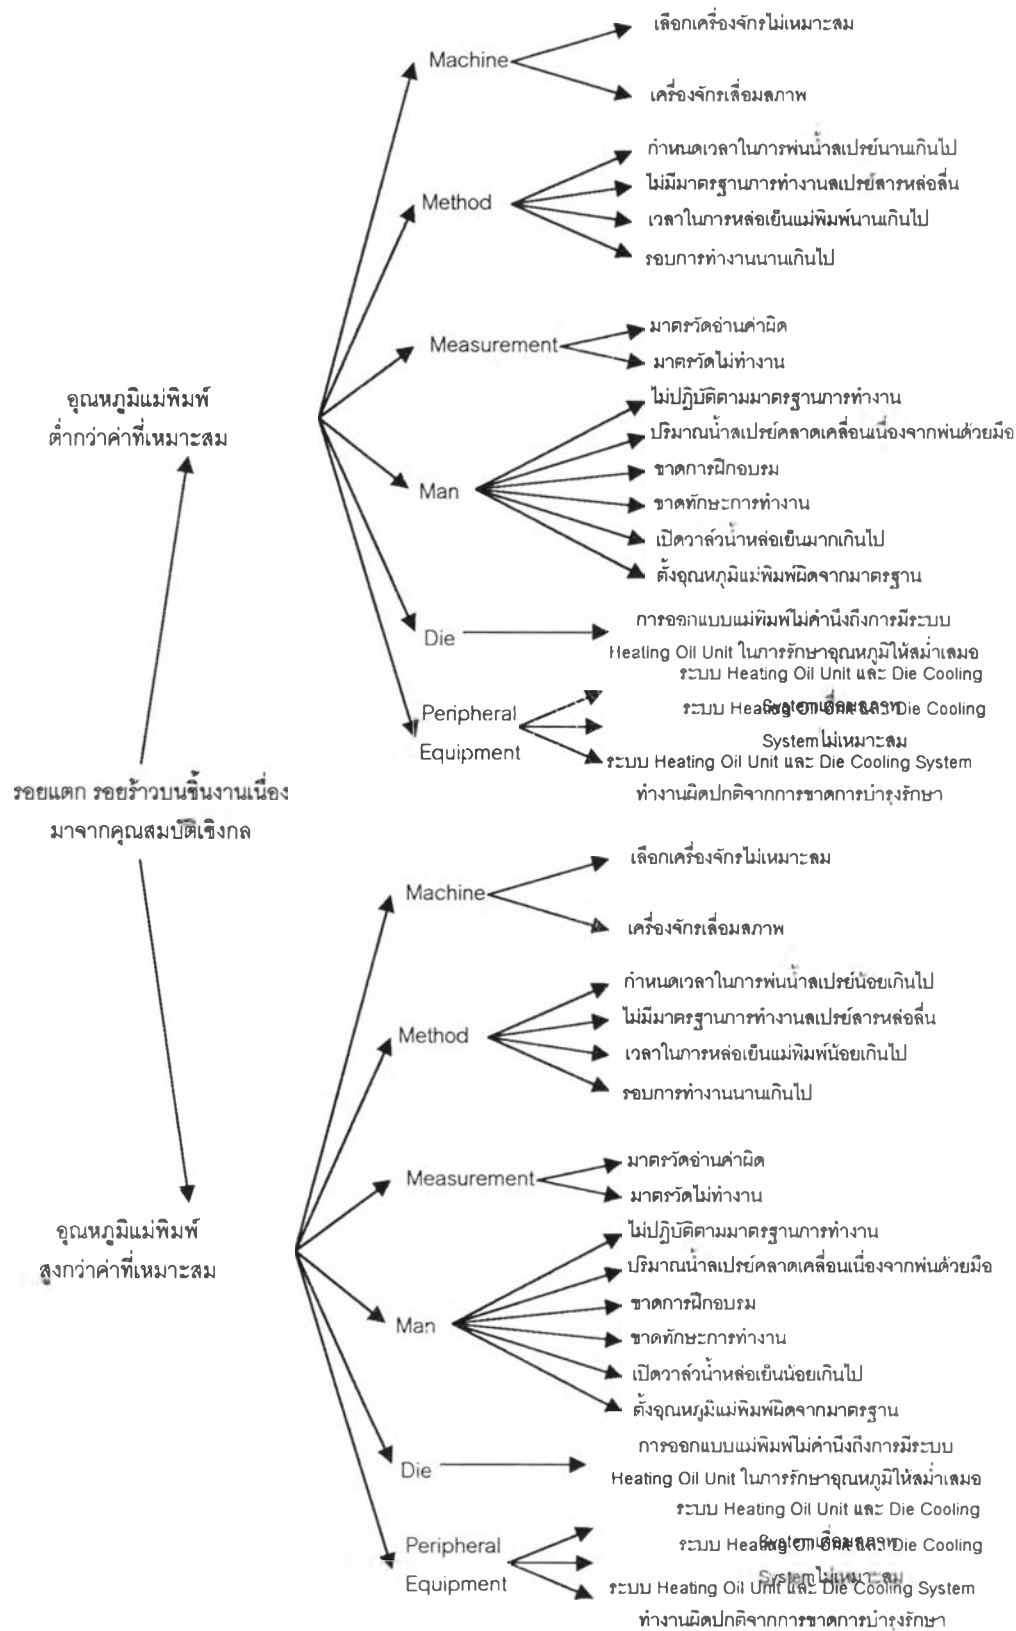 เลือกเครื่องจักรไม่เหมาะสม
Machine
เครื่องจักรเสื่อมสภาพ
กำหนดเวลาในการพ่นน้ำสเปรย์นานเกินไป
ไม่มีมาตรฐานการทำงานสเปรย์สารหล่อลื่น
Method
เวลาในการหล่อเย็นแม่พิมพ์นานเกินไป
รอบการทำงานนานเกินไป
มาตรวัดอ่านค่าผิด
Measurement
มาตรวัดไม่ทำงาน
อุณหภูมิแม่พิมพ์
ต่ำกว่าค่าที่เหมาะสม
ไม่ปฏิบัติตามมาตรฐานการทำงาน
ปริมาณน้ำสเปรย์คลาดเคลื่อนเนื่องจากพ่นด้วยมือ
ขาดการฝึกอบรม
Man
ขาดทักษะการทำงาน
เปิดวาล์วน้ำหล่อเย็นมากเกินไป
ตั้งอุณหภูมิแม่พิมพ์ผิดจากมาตรฐาน
Die
การออกแบบแม่พิมพ์ไม่คำนึงถึงการมีระบบ
Heating Oil Unit ในการรักษาอุณหภูมิให้สม่ำเสมอ
Peripheral
Equipment
ระบบ Heating Oil Unit และ Die Cooling
Systemเสื่อมสภาพ
ระบบ Heating Oil Unit และ Die Cooling
Systemไม่เหมาะสม
ระบบ Heating Oil Unit และ Die Cooling System
ทำงานผิดปกติจากการขาดการบำรุงรักษา
รอยแตก รอยร้าวบนชิ้นงานเนื่อง
มาจากคุณสมบัติเชิงกล
เลือกเครื่องจักรไม่เหมาะสม
Machine
เครื่องจักรเสื่อมสภาพ
กำหนดเวลาในการพ่นน้ำสเปรย์น้อยเกินไป
ไม่มีมาตรฐานการทำงานสเปรย์สารหล่อลื่น
Method
เวลาในการหล่อเย็นแม่พิมพ์น้อยเกินไป
รอบการทำงานนานเกินไป
มาตรวัดอ่านค่าผิด
Measurement
มาตรวัดไม่ทำงาน
อุณหภูมิแม่พิมพ์
สูงกว่าค่าที่เหมาะสม
ไม่ปฏิบัติตามมาตรฐานการทำงาน
ปริมาณน้ำสเปรย์คลาดเคลื่อนเนื่องจากพ่นด้วยมือ
ขาดการฝึกอบรม
Man
ขาดทักษะการทำงาน
เปิดวาล์วน้ำหล่อเย็นน้อยเกินไป
ตั้งอุณหภูมิแม่พิมพ์ผิดจากมาตรฐาน
Die
การออกแบบแม่พิมพ์ไม่คำนึงถึงการมีระบบ
Heating Oil Unit ในการรักษาอุณหภูมิให้สม่ำเสมอ
Peripheral
Equipment
ระบบ Heating Oil Unit และ Die Cooling
Systemเสื่อมสภาพ
ระบบ Heating Oil Unit และ Die Cooling
Systemไม่เหมาะสม
ระบบ Heating Oil Unit และ Die Cooling System
ทำงานผิดปกติจากการขาดการบำรุงรักษา